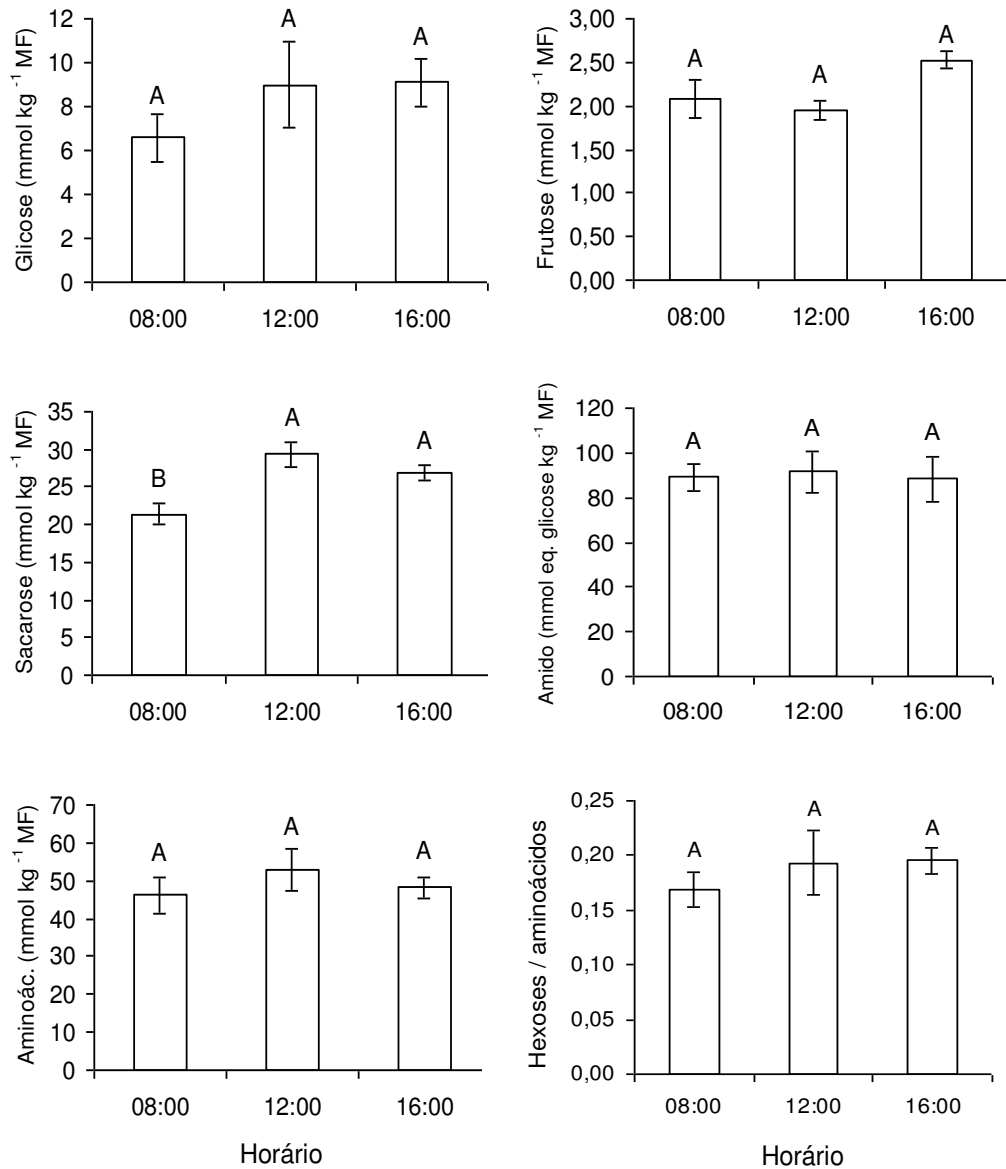 Glicose (mmol kg -1 MF)
12
10
8
6
4
2
0
A
A
A
08:00
12:00
16:00
Frutose (mmol kg -1 MF)
3,00
2,50
2,00
1,50
1,00
0,50
0,00
A
A
A
08:00
12:00
16:00
Sacarose (mmol kg -1 MF)
35
30
25
20
15
10
5
0
B
A
A
08:00
12:00
16:00
Amido (mmol eq. glicose kg -1 MF)
120
100
80
60
40
20
0
A
A
A
08:00
12:00
16:00
Aminoác. (mmol kg -1 MF)
70
60
50
40
30
20
10
0
A
A
A
08:00
12:00
16:00
Horário
Hexoses / aminoácidos
0,25
0,20
0,15
0,10
0,05
0,00
A
A
A
08:00
12:00
16:00
Horário